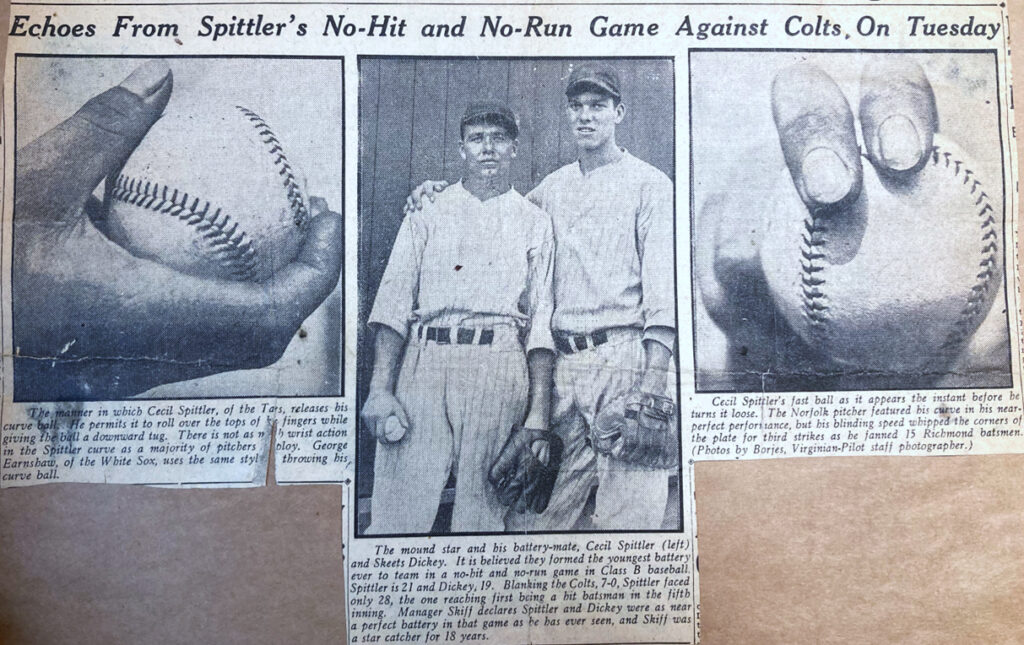 Echoes From Spittler's No-Hit and No-Run Game Against Colts, On Tuesday
The manner in which Cecil Spittler, of the Tars, releases his
curve ball. He permits it to roll over the tops of fingers while
giving the ball a downward tug. There is not as wrist action
in the Spittler curve as a majority of pitchers George
Earnshaw, of the White Sox, uses the same throwing his
curve ball.
The mound star and his battery-mate, Cecil Spittler (left)
and Skeets Dickey. It is believed they formed the youngest battery
ever to team in a no-hit and no-run game in Class B baseball.
Spittler is 21 and Dickey, 19. Blanking the Colts, 7-0, Spittler faced
only 28, the one reaching first being a hit batsman in the fifth
inning. Manager Skiff declares Spittler and Dickey were as near
a perfect battery in that game as he has ever seen, and Skiff was
a star catcher for 18 years.
Cecil Spittler's fast ball as it appears the instant before he
turns it loose. The Norfolk pitcher featured his curve in his near-
perfect performance, but his blinding speed whipped the corners of
the plate for third strikes as he fanned 15 Richmond batsmen.
(Photos by Borjes, Virginian-Pilot staff photographer.)